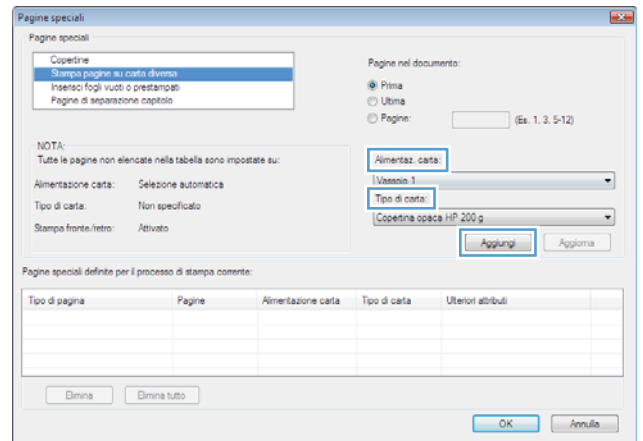 Pagine speciali
Pagine speciali
Copertine
Stampa pagine su carta diversa
Inserisci fogli vuoti o prestampati
Pagine di separazione capitolo
Pagine nel documento:
Prima
Ultima
Pagine: (Es. 1, 3, 5-12)
NOTA:
Tutte le pagine non elencate nella tabella sono impostate su:
Alimentazione carta: Selezione automatica
Tipo di carta: Non specificato
Stampa fronte/retro: Attivato
Alimentaz. carta:
Vassoio 1
Tipo di carta:
Copertina opaca HP 200 g
Aggiungi Aggiorna
Pagine speciali definite per il processo di stampa corrente:
Tipo di pagina Pagine Alimentazione carta Tipo di carta Ulteriori attributi
Elimina Elimina tutto
OK Annulla